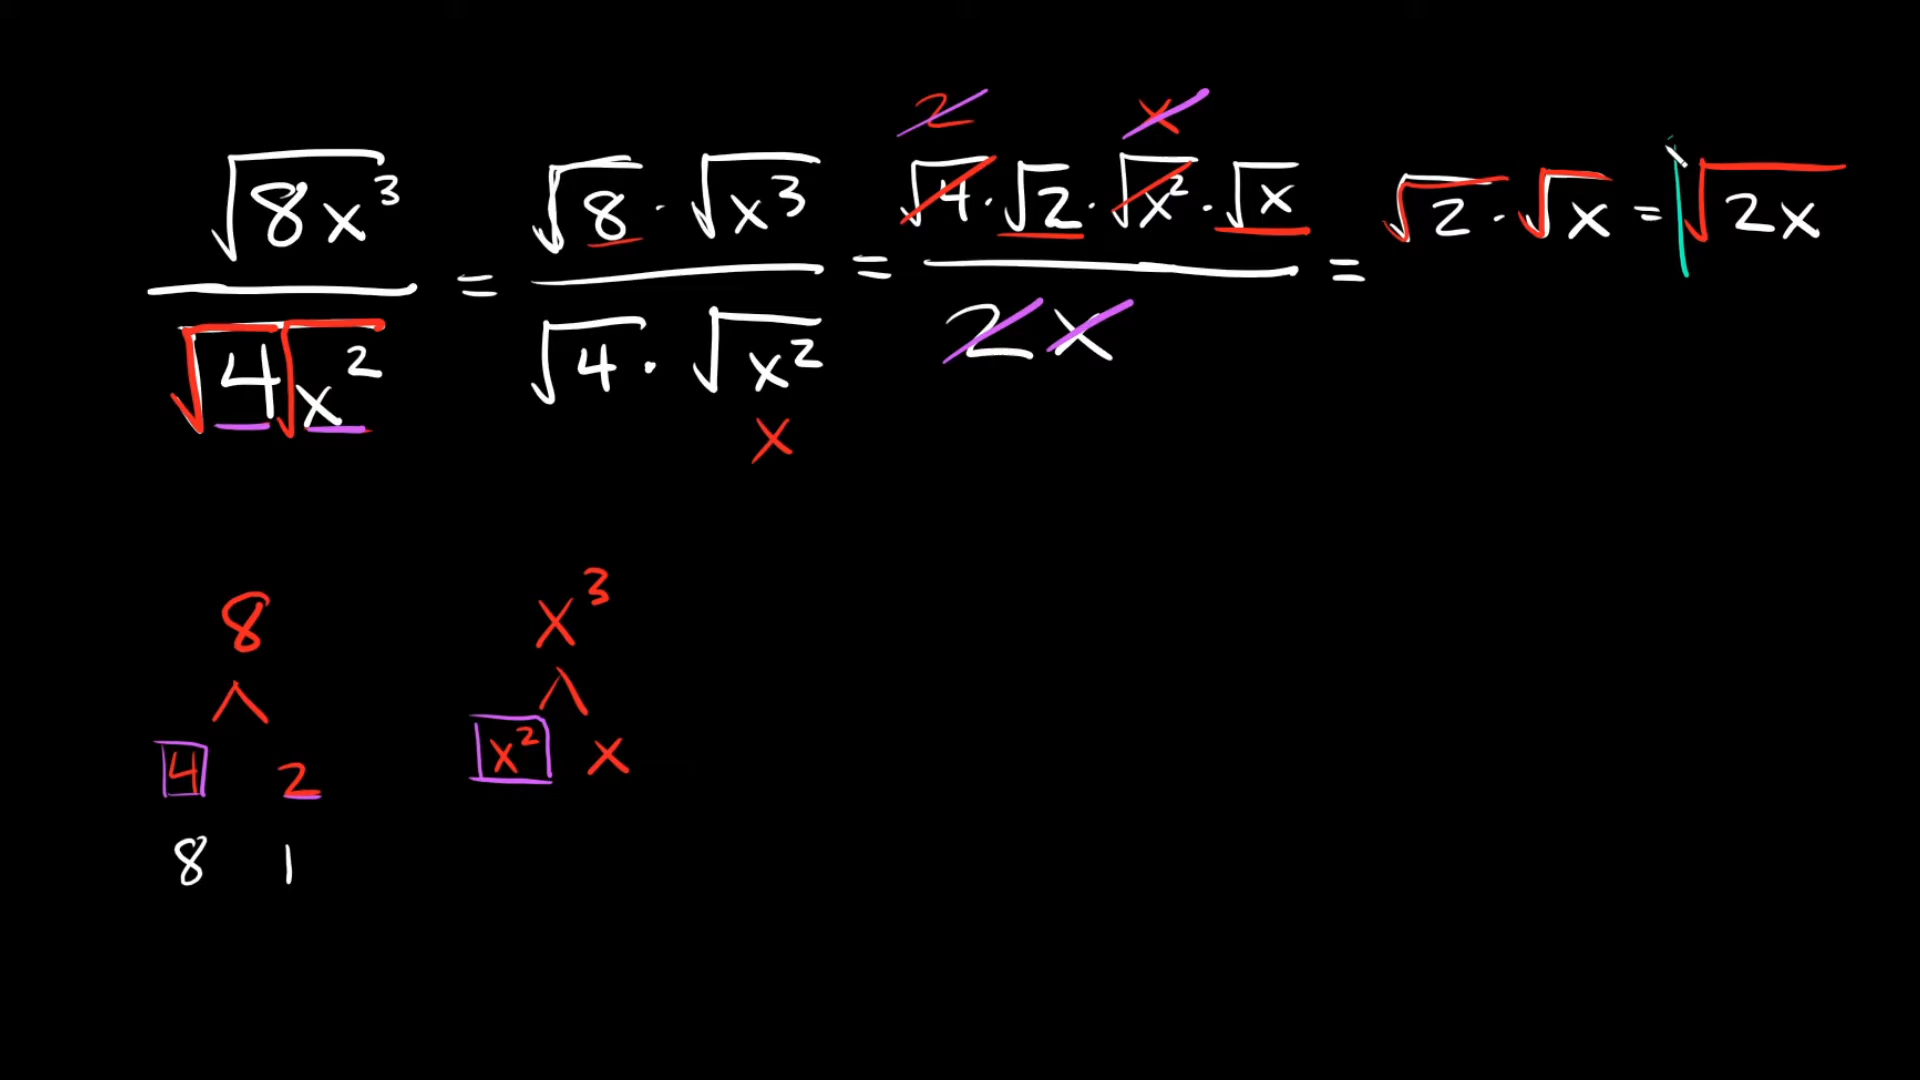 √8x³ / √4√x² = √8 · √x³ / √4 · √x² = √4 · √2 · √x² · √x / 2x = √2 · √x = √2x
2 x
x
8 x³
4 2 x² x
8 1